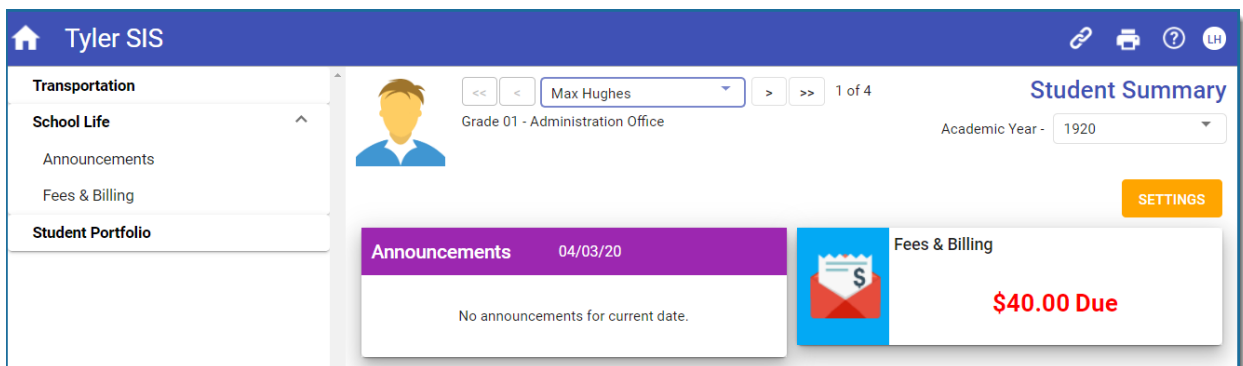 Tyler SIS
LH
Transportation
School Life
Announcements
Fees & Billing
Student Portfolio
<< < Max Hughes > >> 1 of 4
Grade 01 - Administration Office
Student Summary
Academic Year - 1920
SETTINGS
Announcements 04/03/20
No announcements for current date.
$
Fees & Billing
$40.00 Due